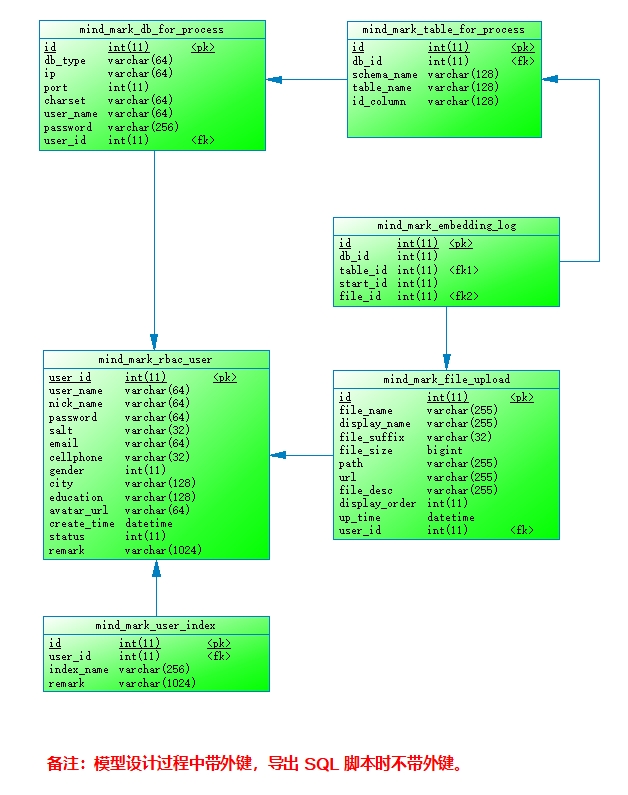 mind_mark_db_for_process
id int(11) <pk>
db_type varchar(64)
ip varchar(64)
port int(11)
charset varchar(64)
user_name varchar(64)
password varchar(256)
user_id int(11) <fk>
mind_mark_table_for_process
id int(11) <pk>
db_id int(11) <fk>
schema_name varchar(128)
table_name varchar(128)
id_column varchar(128)
mind_mark_embedding_log
id int(11) <pk>
db_id int(11)
table_id int(11) <fk1>
start_id int(11)
file_id int(11) <fk2>
mind_mark_rbac_user
user_id int(11) <pk>
user_name varchar(64)
nick_name varchar(64)
password varchar(64)
salt varchar(32)
email varchar(64)
cellphone varchar(32)
gender int(11)
city varchar(128)
education varchar(128)
avatar_url varchar(64)
create_time datetime
status int(11)
remark varchar(1024)
mind_mark_file_upload
id int(11) <pk>
file_name varchar(255)
display_name varchar(255)
file_suffix varchar(32)
file_size bigint
path varchar(255)
url varchar(255)
file_desc varchar(255)
display_order int(11)
up_time datetime
user_id int(11) <fk>
mind_mark_user_index
id int(11) <pk>
user_id int(11) <fk>
index_name varchar(256)
remark varchar(1024)
备注：模型设计过程中带外键，导出 SQL 脚本时不带外键。